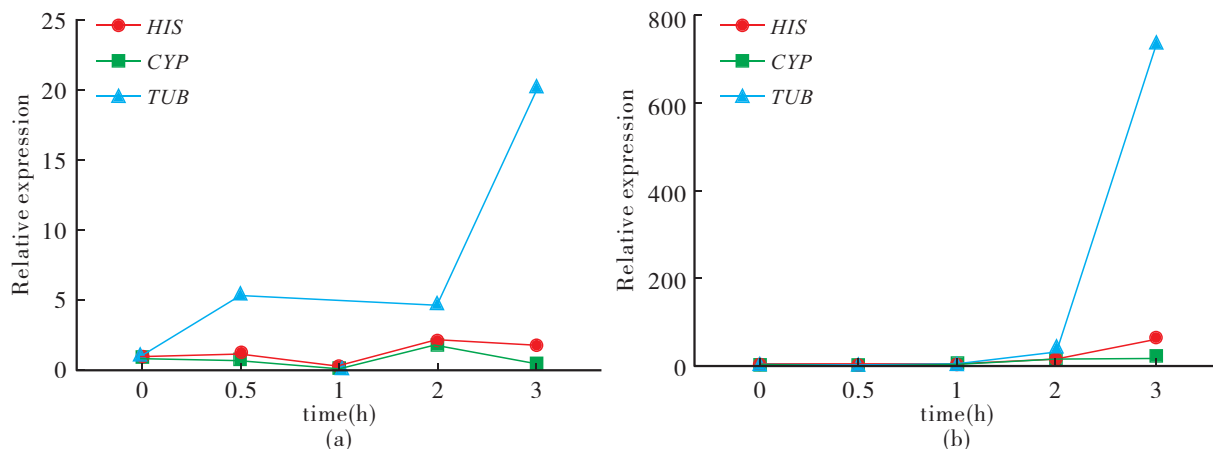 25
20
15
10
5
0
Relative expression
HIS
CYP
TUB
0 0.5 1 2 3
time(h)
(a)
800
600
400
200
0
Relative expression
HIS
CYP
TUB
0 0.5 1 2 3
time(h)
(b)